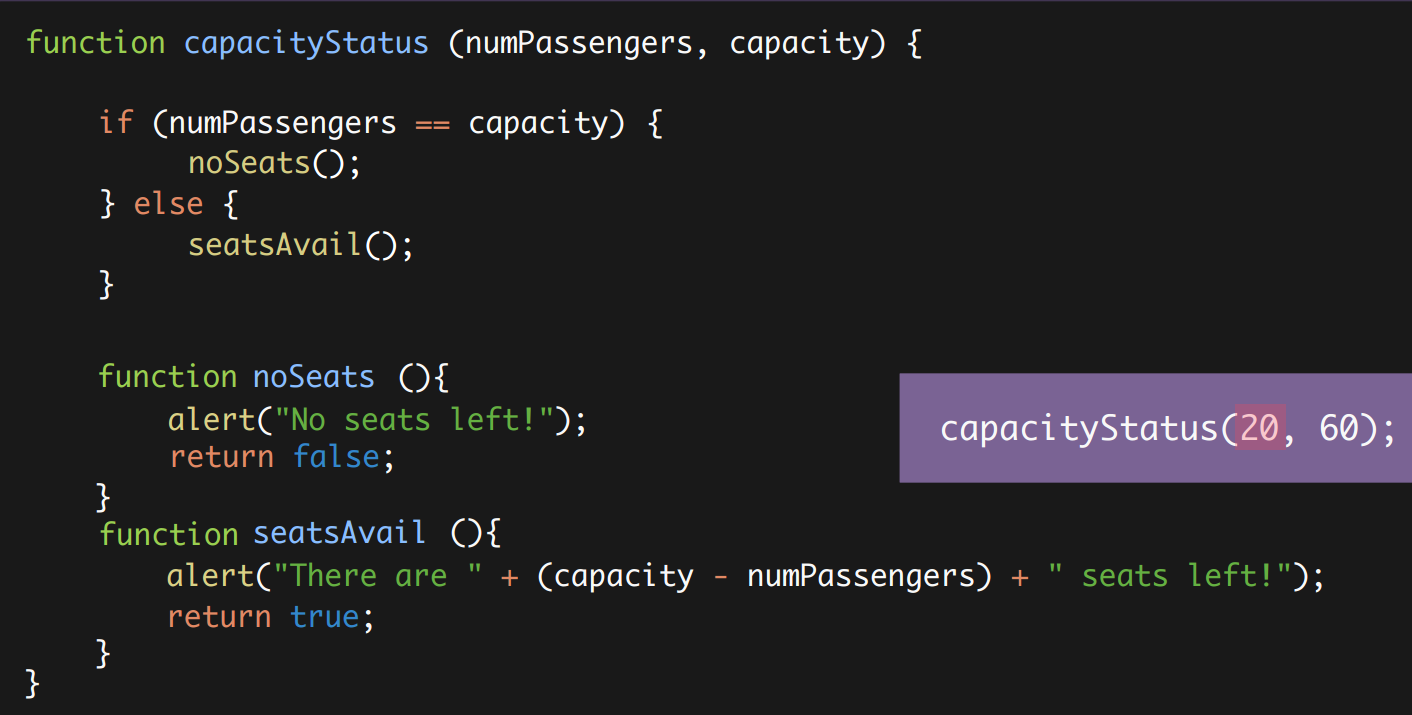 function capacityStatus (numPassengers, capacity) {
if (numPassengers == capacity) {
noSeats();
} else {
seatsAvail();
}
function noSeats (){
alert("No seats left!");
return false;
}
function seatsAvail (){
alert("There are " + (capacity - numPassengers) + " seats left!");
return true;
}
}
capacityStatus(20, 60);